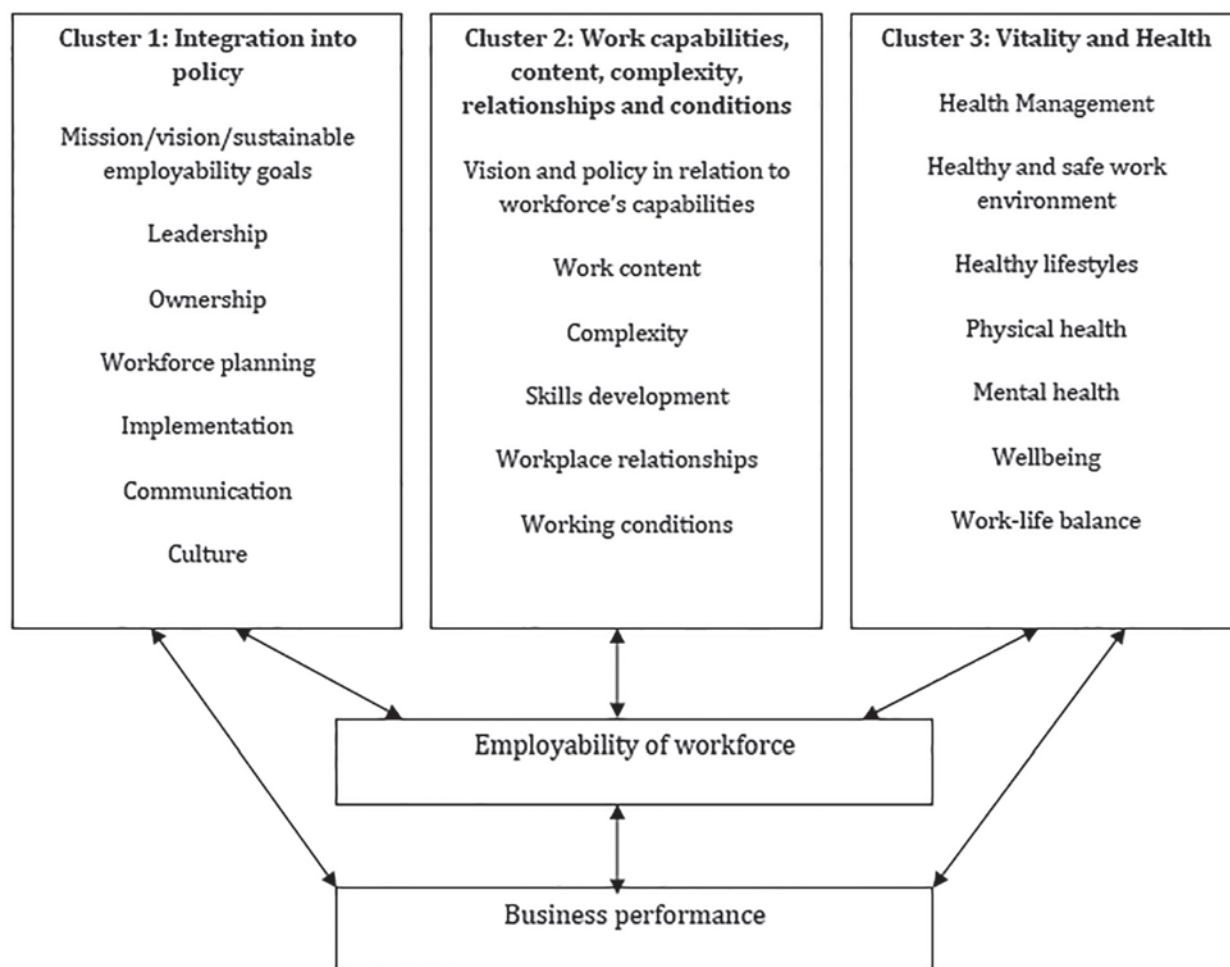 Cluster 1: Integration into
policy
Mission/vision/sustainable
employability goals
Leadership
Ownership
Workforce planning
Implementation
Communication
Culture
Cluster 2: Work capabilities,
content, complexity,
relationships and conditions
Vision and policy in relation to
workforce's capabilities
Work content
Complexity
Skills development
Workplace relationships
Working conditions
Cluster 3: Vitality and Health
Health Management
Healthy and safe work
environment
Healthy lifestyles
Physical health
Mental health
Wellbeing
Work-life balance
Employability of workforce
Business performance